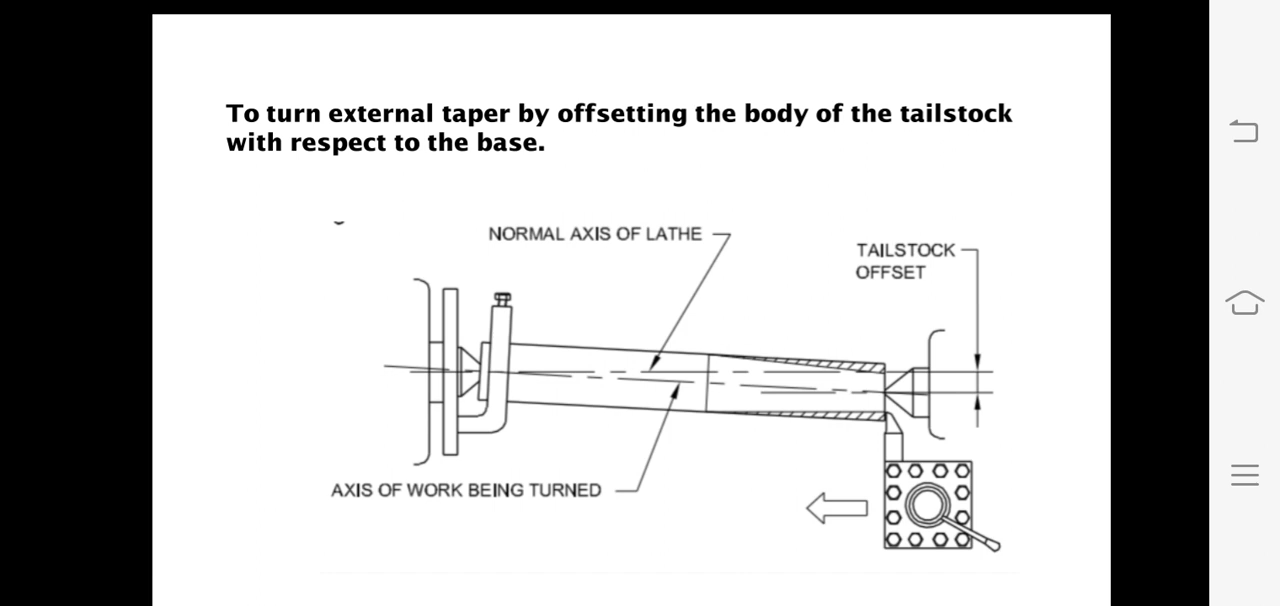 To turn external taper by offsetting the body of the tailstock
with respect to the base.
NORMAL AXIS OF LATHE
TAILSTOCK
OFFSET
AXIS OF WORK BEING TURNED